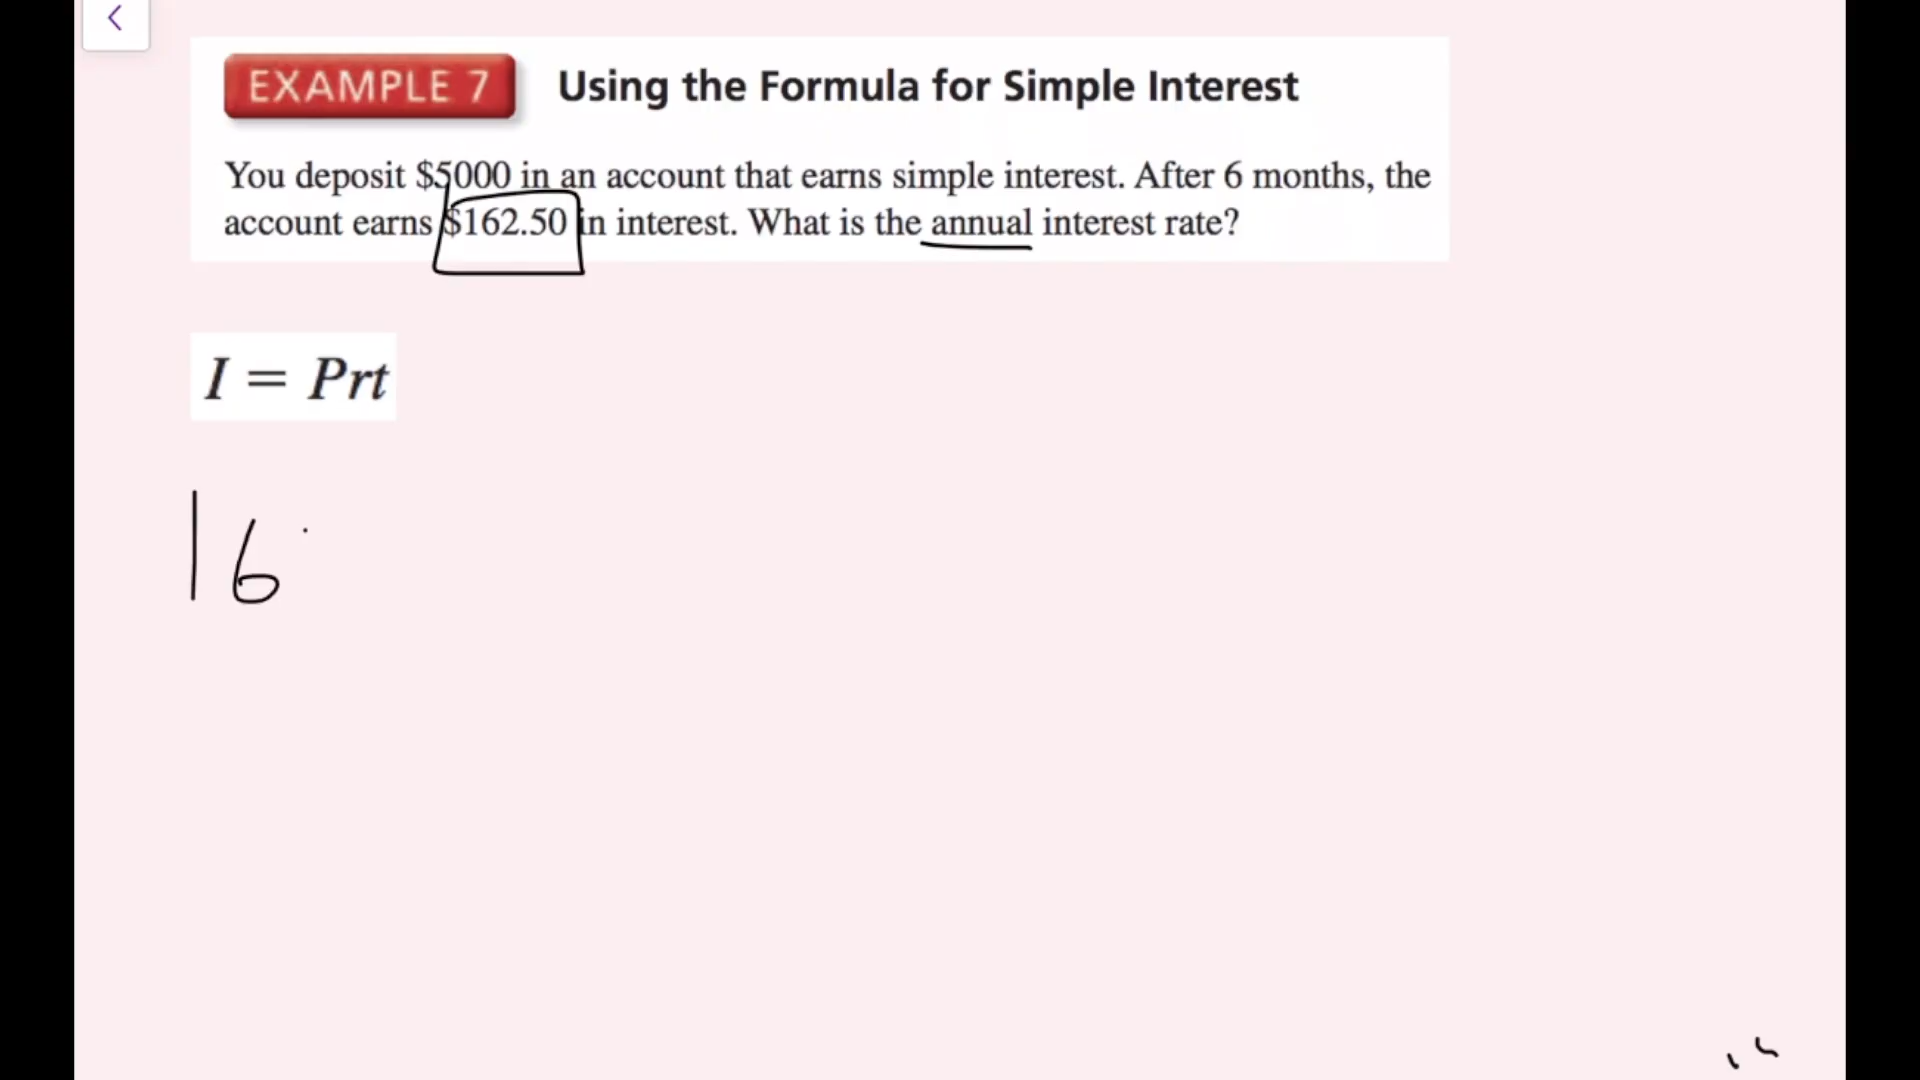 EXAMPLE 7 Using the Formula for Simple Interest
You deposit $5000 in an account that earns simple interest. After 6 months, the
account earns $162.50 in interest. What is the annual interest rate?
I = Prt
16